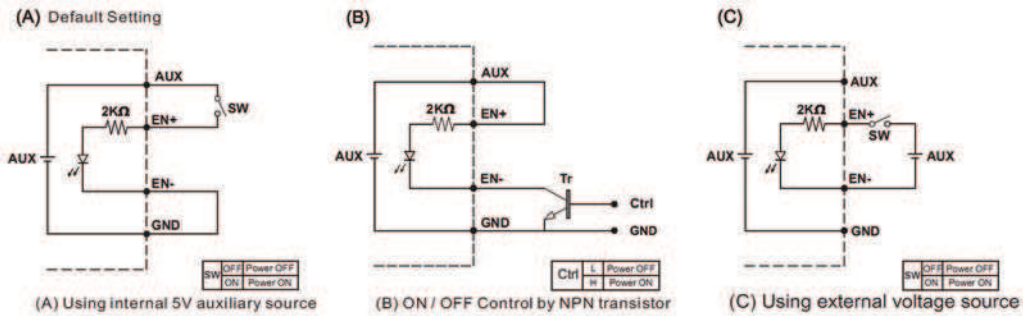 (A) Default Setting
AUX
2KΩ
EN+
SW
AUX
EN-
GND
SW OFF Power OFF
ON Power ON
(A) Using internal 5V auxiliary source
(B)
AUX
2KΩ
EN+
AUX
EN-
Tr
Ctrl
GND
GND
Ctrl L Power OFF
H Power ON
(B) ON / OFF Control by NPN transistor
(C)
AUX
2KΩ
EN+
SW
AUX
AUX
EN-
GND
SW OFF Power OFF
ON Power ON
(C) Using external voltage source